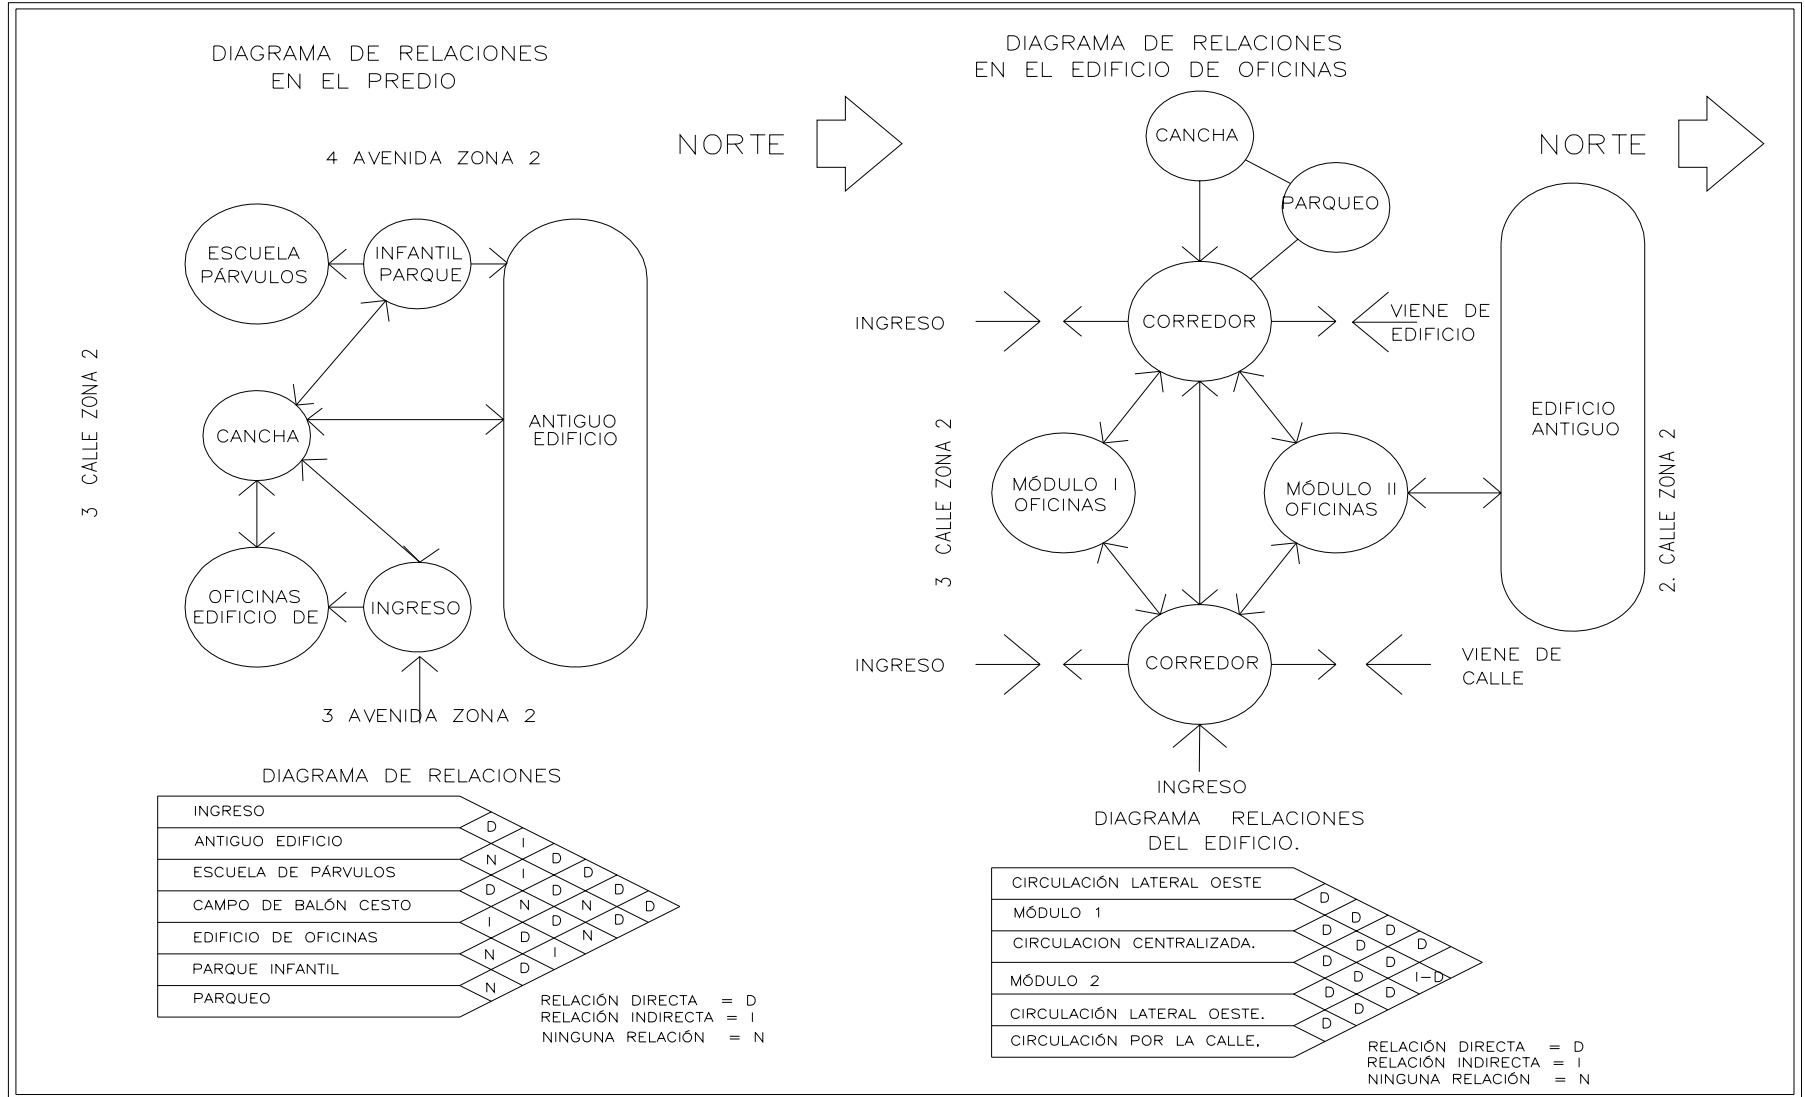 DIAGRAMA DE RELACIONES
EN EL PREDIO
NORTE
4 AVENIDA ZONA 2
ESCUELA
PÁRVULOS
INFANTIL
PARQUE
3 CALLE ZONA 2
CANCHA
ANTIGUO
EDIFICIO
OFICINAS
EDIFICIO DE
INGRESO
3 AVENIDA ZONA 2
DIAGRAMA DE RELACIONES
INGRESO
ANTIGUO EDIFICIO
ESCUELA DE PÁRVULOS
CAMPO DE BALÓN CESTO
EDIFICIO DE OFICINAS
PARQUE INFANTIL
PARQUEO
D
I
N D
I D
D D D
N N D
I D D
D N
N I
D
N
RELACIÓN DIRECTA = D
RELACIÓN INDIRECTA = I
NINGUNA RELACIÓN = N
DIAGRAMA DE RELACIONES
EN EL EDIFICIO DE OFICINAS
CANCHA
NORTE
PARQUEO
INGRESO
CORREDOR
VIENE DE
EDIFICIO
3 CALLE ZONA 2
MÓDULO I
OFICINAS
MÓDULO II
OFICINAS
EDIFICIO
ANTIGUO
2. CALLE ZONA 2
INGRESO
CORREDOR
VIENE DE
CALLE
INGRESO
DIAGRAMA RELACIONES
DEL EDIFICIO.
CIRCULACIÓN LATERAL OESTE
MÓDULO 1
CIRCULACION CENTRALIZADA.
MÓDULO 2
CIRCULACIÓN LATERAL OESTE.
CIRCULACIÓN POR LA CALLE,
D
D
D D
D D
D D I-D
D D
D D
RELACIÓN DIRECTA = D
RELACIÓN INDIRECTA = I
NINGUNA RELACIÓN = N